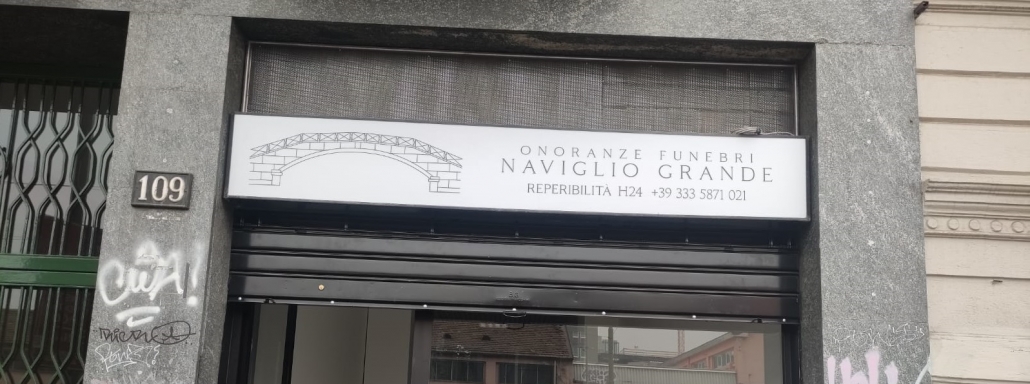 ONORANZE FUNEBRI
NAVIGLIO GRANDE
REPERIBILITÀ H24 +39 333 5871 021
109